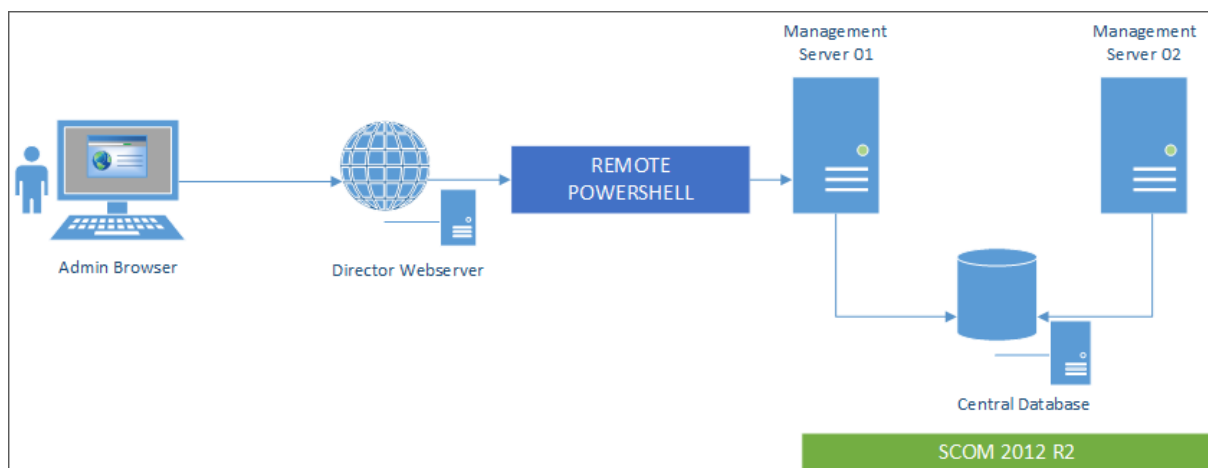 Management
Server 01
Management
Server 02
REMOTE
POWERSHELL
Admin Browser
Director Webserver
Central Database
SCOM 2012 R2